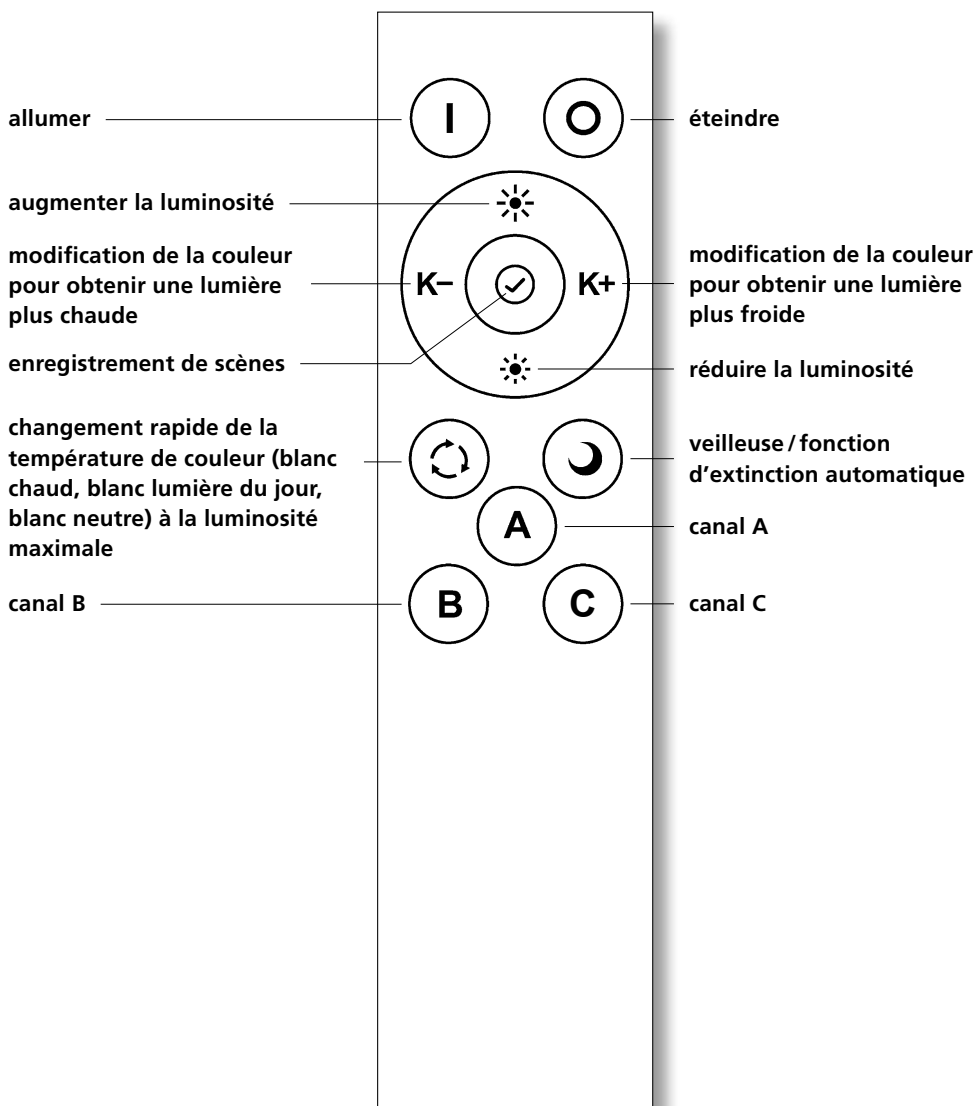 allumer
I
O
éteindre
augmenter la luminosité
modification de la couleur
pour obtenir une lumière
plus chaude
K−
K+
modification de la couleur
pour obtenir une lumière
plus froide
enregistrement de scènes
réduire la luminosité
changement rapide de la
température de couleur (blanc
chaud, blanc lumière du jour,
blanc neutre) à la luminosité
maximale
veilleuse / fonction
d’extinction automatique
A
canal A
canal B
B
C
canal C